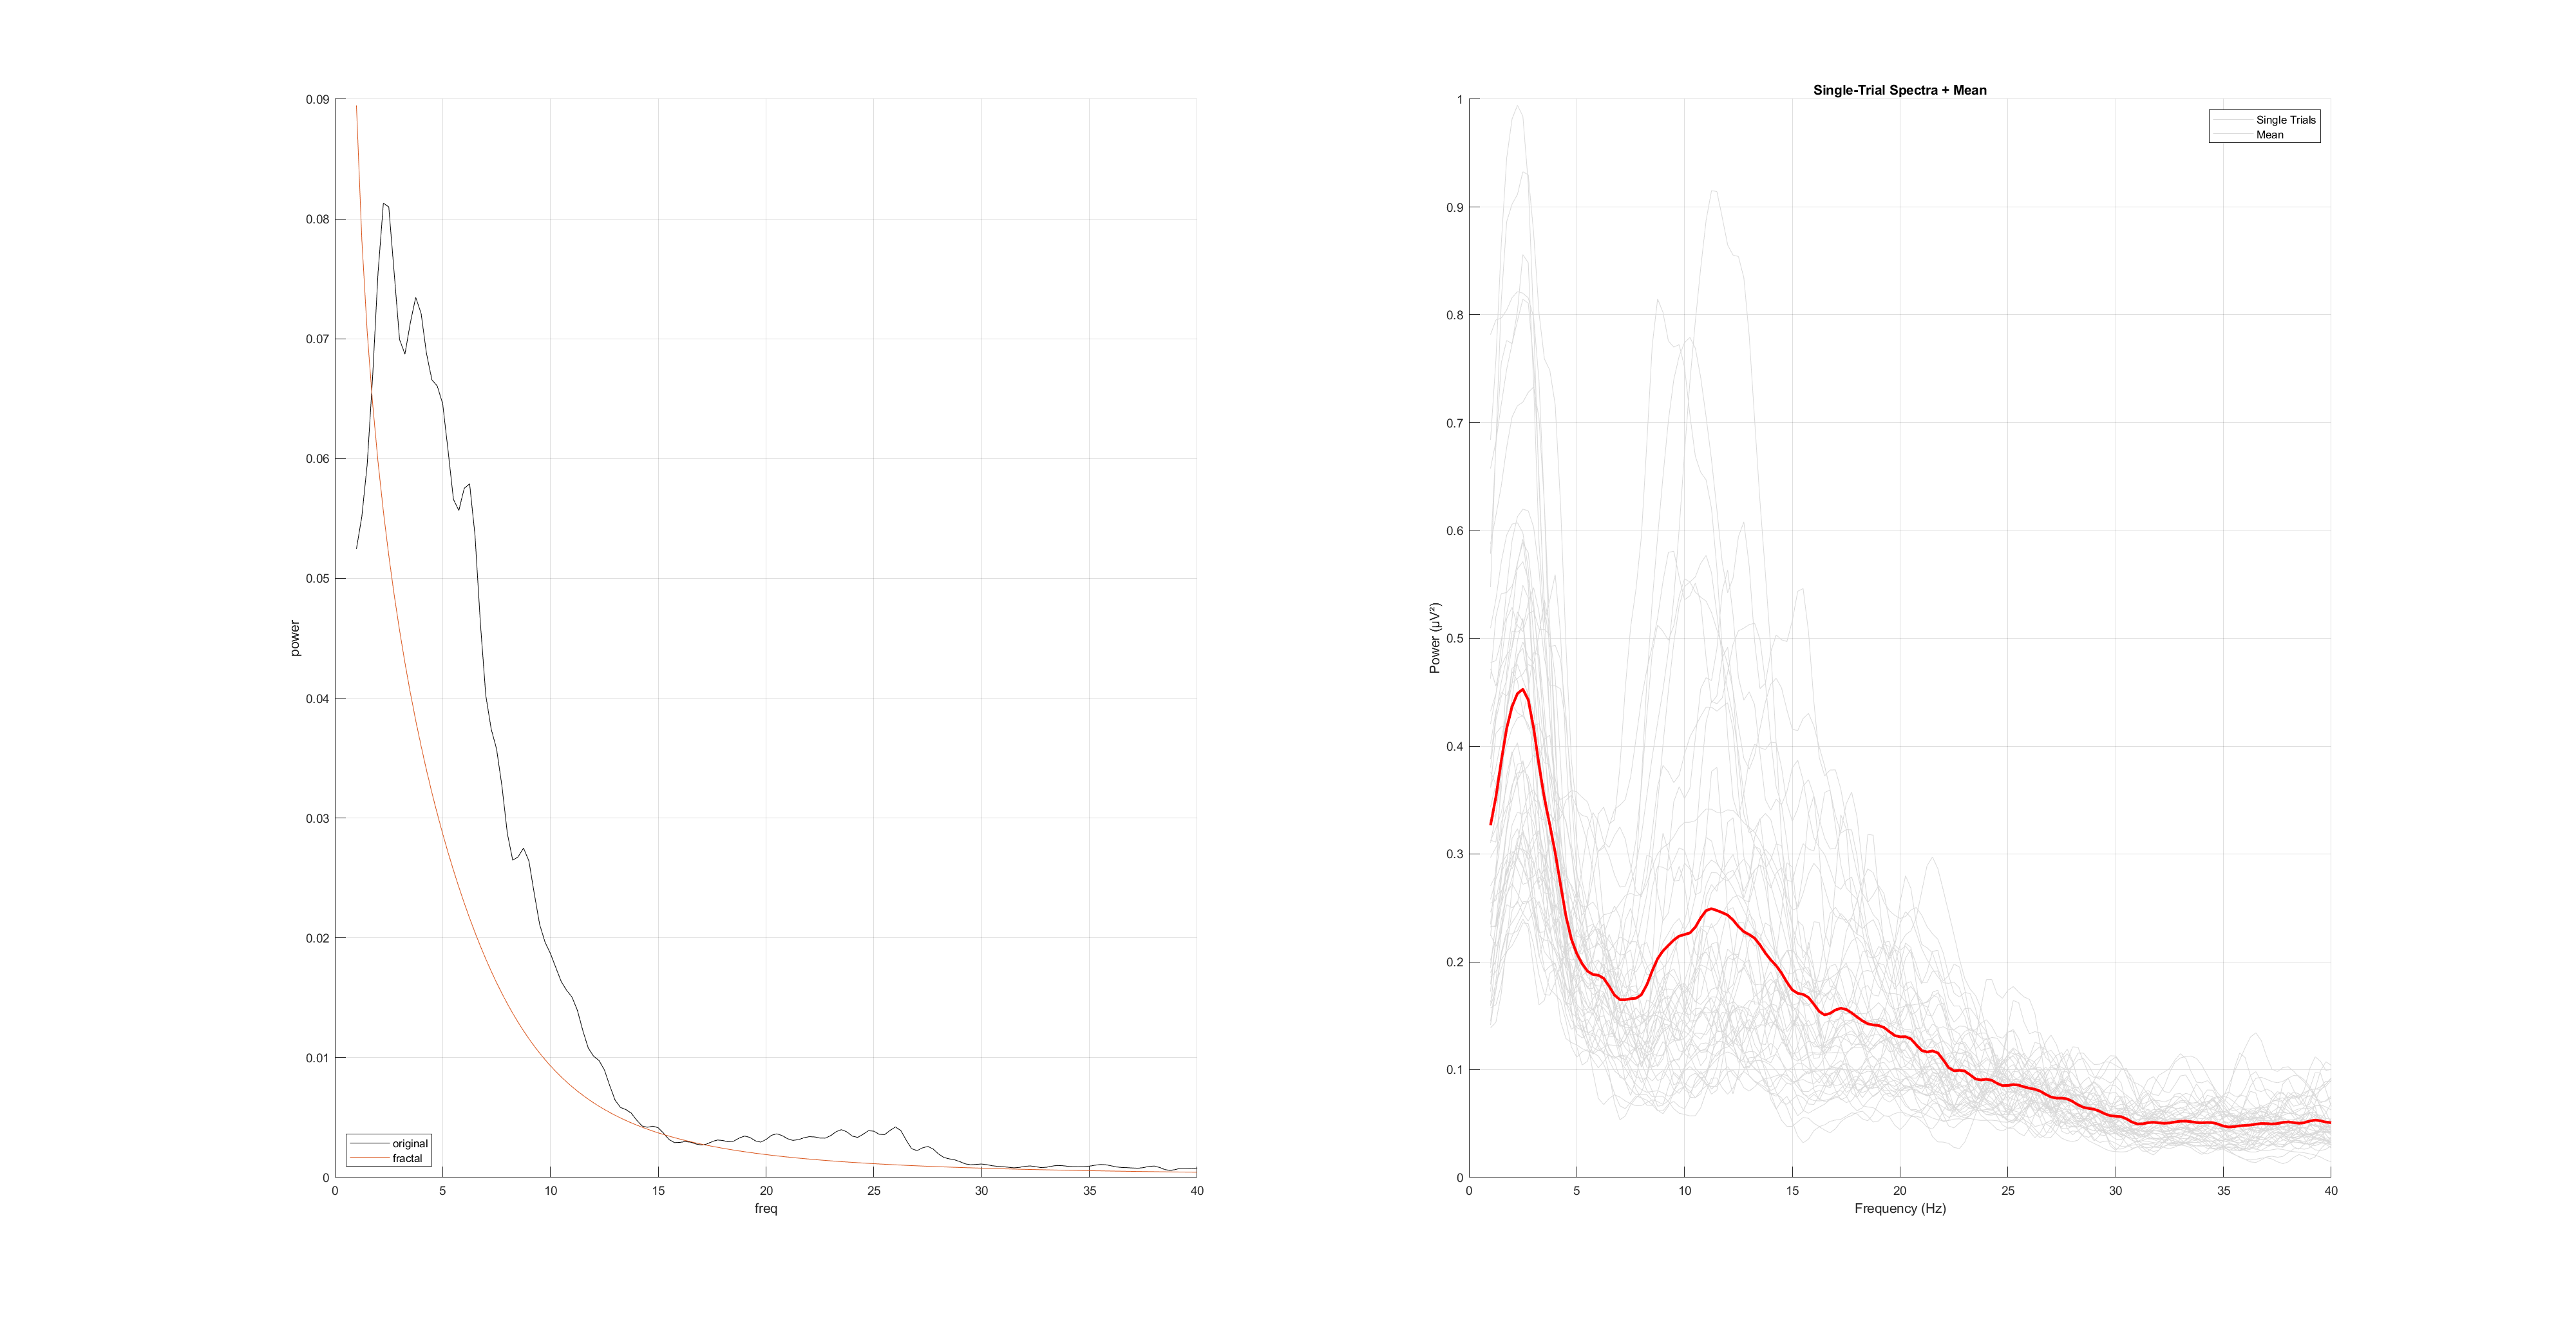 0.09
0.08
0.07
0.06
0.05
0.04
0.03
0.02
0.01
0
power
original
fractal
0 5 10 15 20 25 30 35 40
freq
Single-Trial Spectra + Mean
1
0.9
0.8
0.7
0.6
0.5
0.4
0.3
0.2
0.1
0
Power (µV²)
Single Trials
Mean
0 5 10 15 20 25 30 35 40
Frequency (Hz)